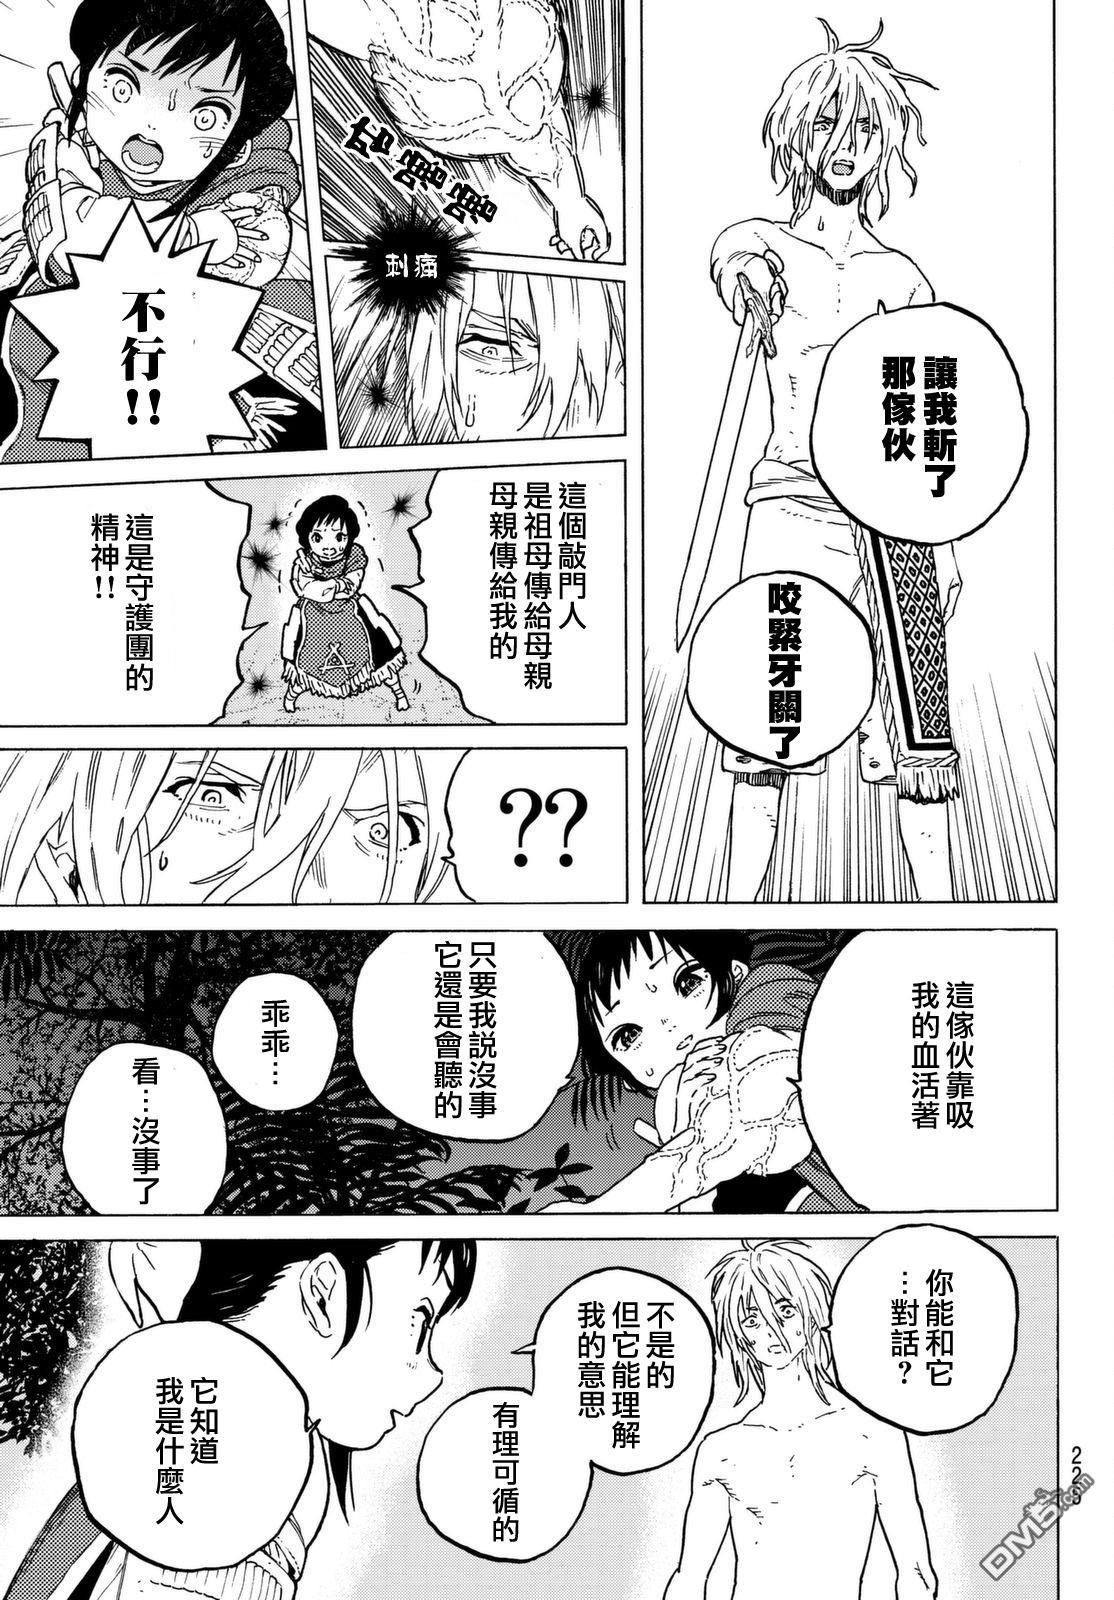 讓我斬了
那傢伙
咬緊牙關了
刺痛
不行!!
這個敲門人
是祖母傳給母親
母親傳給我的
這是守護團的
精神!!
??
這傢伙靠吸
我的血活著
只要我說沒事
它還是會聽的
乖乖…
看…沒事了
你能和它
…對話?
不是的
但它能理解
我的意思
有理可循的
它知道
我是什麼人
229
DM5.com